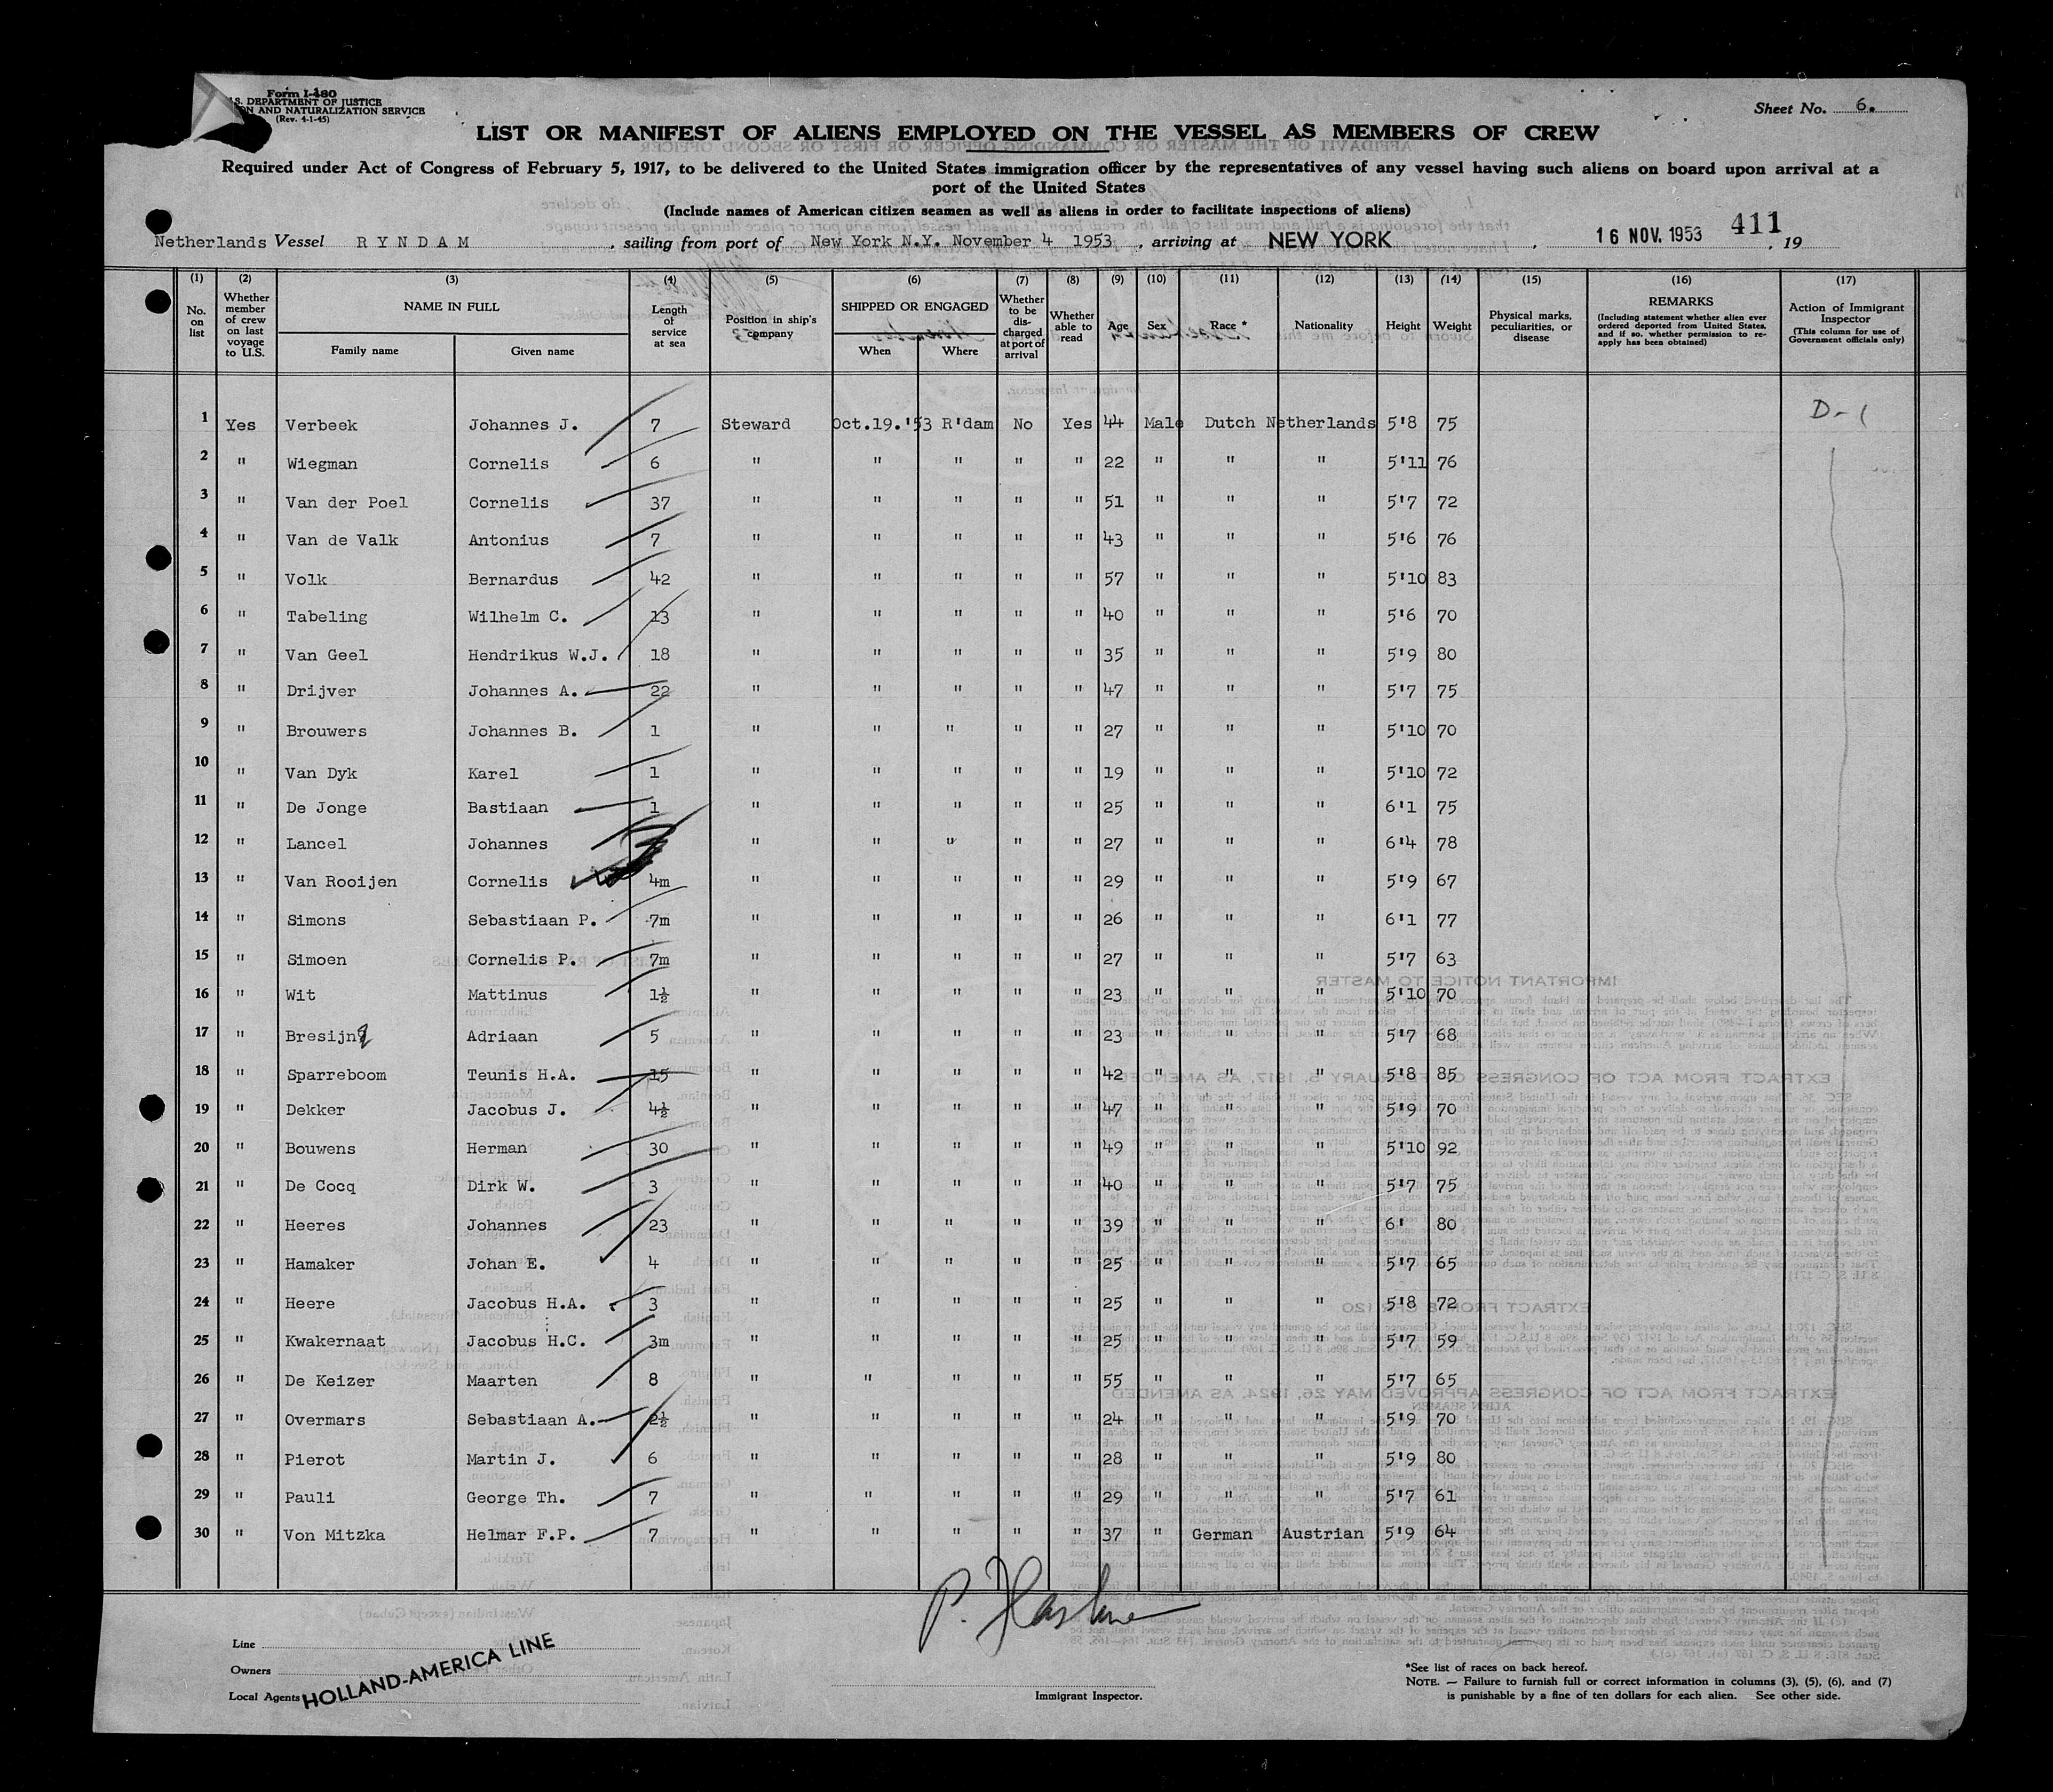 Form I-480
U.S. DEPARTMENT OF JUSTICE
ON AND NATURALIZATION SERVICE
(Rev. 4-1-45)
Sheet No. 6.
LIST OR MANIFEST OF ALIENS EMPLOYED ON THE VESSEL AS MEMBERS OF CREW
Required under Act of Congress of February 5, 1917, to be delivered to the United States immigration officer by the representatives of any vessel having such aliens on board upon arrival at a
port of the United States
(Include names of American citizen seamen as well as aliens in order to facilitate inspections of aliens)
Netherlands Vessel RYNDAM , sailing from port of New York N.Y. November 4 1953 , arriving at NEW YORK , 16 NOV. 1953 411 , 19
(1) (2) (3) (4) (5) (6) (7) (8) (9) (10) (11) (12) (13) (14) (15) (16) (17)
No. on list | Whether member of crew on last voyage to U.S. | NAME IN FULL Family name Given name | Length of service at sea | Position in ship's company | SHIPPED OR ENGAGED When Where | Whether to be discharged at port of arrival | Whether able to read | Age | Sex | Race * | Nationality | Height | Weight | Physical marks, peculiarities, or disease | REMARKS (Including statement whether alien ever ordered deported from United States, and if so, whether permission to re-apply has been obtained) | Action of Immigrant Inspector (This column for use of Government officials only)
1 Yes Verbeek Johannes J. 7 Steward Oct.19.'53 R'dam No Yes 44 Male Dutch Netherlands 5'8 75 D-1
2 " Wiegman Cornelis 6 " " " " " 22 " " " 5'11 76
3 " Van der Poel Cornelis 37 " " " " " 51 " " " 5'7 72
4 " Van de Valk Antonius 7 " " " " " 43 " " " 5'6 76
5 " Volk Bernardus 42 " " " " " 57 " " " 5'10 83
6 " Tabeling Wilhelm C. 13 " " " " " 40 " " " 5'6 70
7 " Van Geel Hendrikus W.J. 18 " " " " " 35 " " " 5'9 80
8 " Drijver Johannes A. 22 " " " " " 47 " " " 5'7 75
9 " Brouwers Johannes B. 1 " " " " " 27 " " " 5'10 70
10 " Van Dyk Karel 1 " " " " " 19 " " " 5'10 72
11 " De Jonge Bastiaan 1 " " " " " 25 " " " 6'1 75
12 " Lancel Johannes " " " " " 27 " " " 6'4 78
13 " Van Rooijen Cornelis 4m " " " " " 29 " " " 5'9 67
14 " Simons Sebastiaan P. 7m " " " " " 26 " " " 6'1 77
15 " Simoen Cornelis P. 7m " " " " " 27 " " " 5'7 63
16 " Wit Mattinus 1½ " " " " " 23 " " " 5'10 70
17 " Bresijn Adriaan 5 " " " " " 23 " " " 5'7 68
18 " Sparreboom Teunis H.A. 15 " " " " " 42 " " " 5'8 85
19 " Dekker Jacobus J. 4½ " " " " " 47 " " " 5'9 70
20 " Bouwens Herman 30 " " " " " 49 " " " 5'10 92
21 " De Cocq Dirk W. 3 " " " " " 40 " " " 5'7 75
22 " Heeres Johannes 23 " " " " " 39 " " " 6' 80
23 " Hamaker Johan E. 4 " " " " " 25 " " " 5'7 65
24 " Heere Jacobus H.A. 3 " " " " " 25 " " " 5'8 72
25 " Kwakernaat Jacobus H.C. 3m " " " " " 25 " " " 5'7 59
26 " De Keizer Maarten 8 " " " " " 55 " " " 5'7 65
27 " Overmars Sebastiaan A. 2½ " " " " " 24 " " " 5'9 70
28 " Pierot Martin J. 6 " " " " " 28 " " " 5'9 80
29 " Pauli George Th. 7 " " " " " 29 " " " 5'7 61
30 " Von Mitzka Helmar F.P. 7 " " " " " 37 " German Austrian 5'9 64
Line
Owners
Local Agents
HOLLAND-AMERICA LINE
Immigrant Inspector.
*See list of races on back hereof.
NOTE. — Failure to furnish full or correct information in columns (3), (5), (6), and (7)
is punishable by a fine of ten dollars for each alien. See other side.